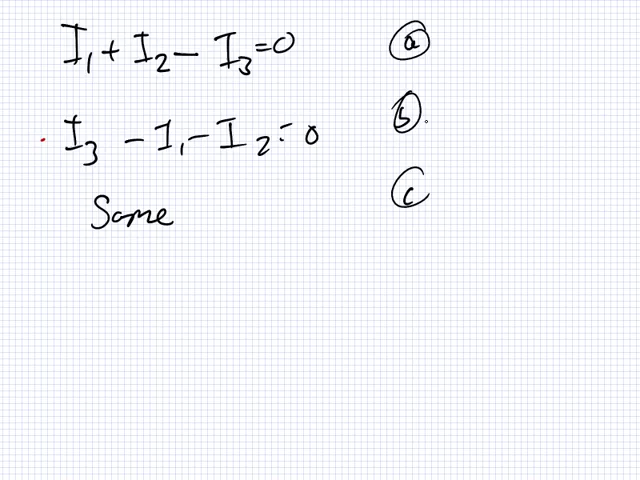 I₁ + I₂ − I₃ = 0 ⓐ
I₃ − I₁ − I₂ = 0 ⓑ
Same ⓒ